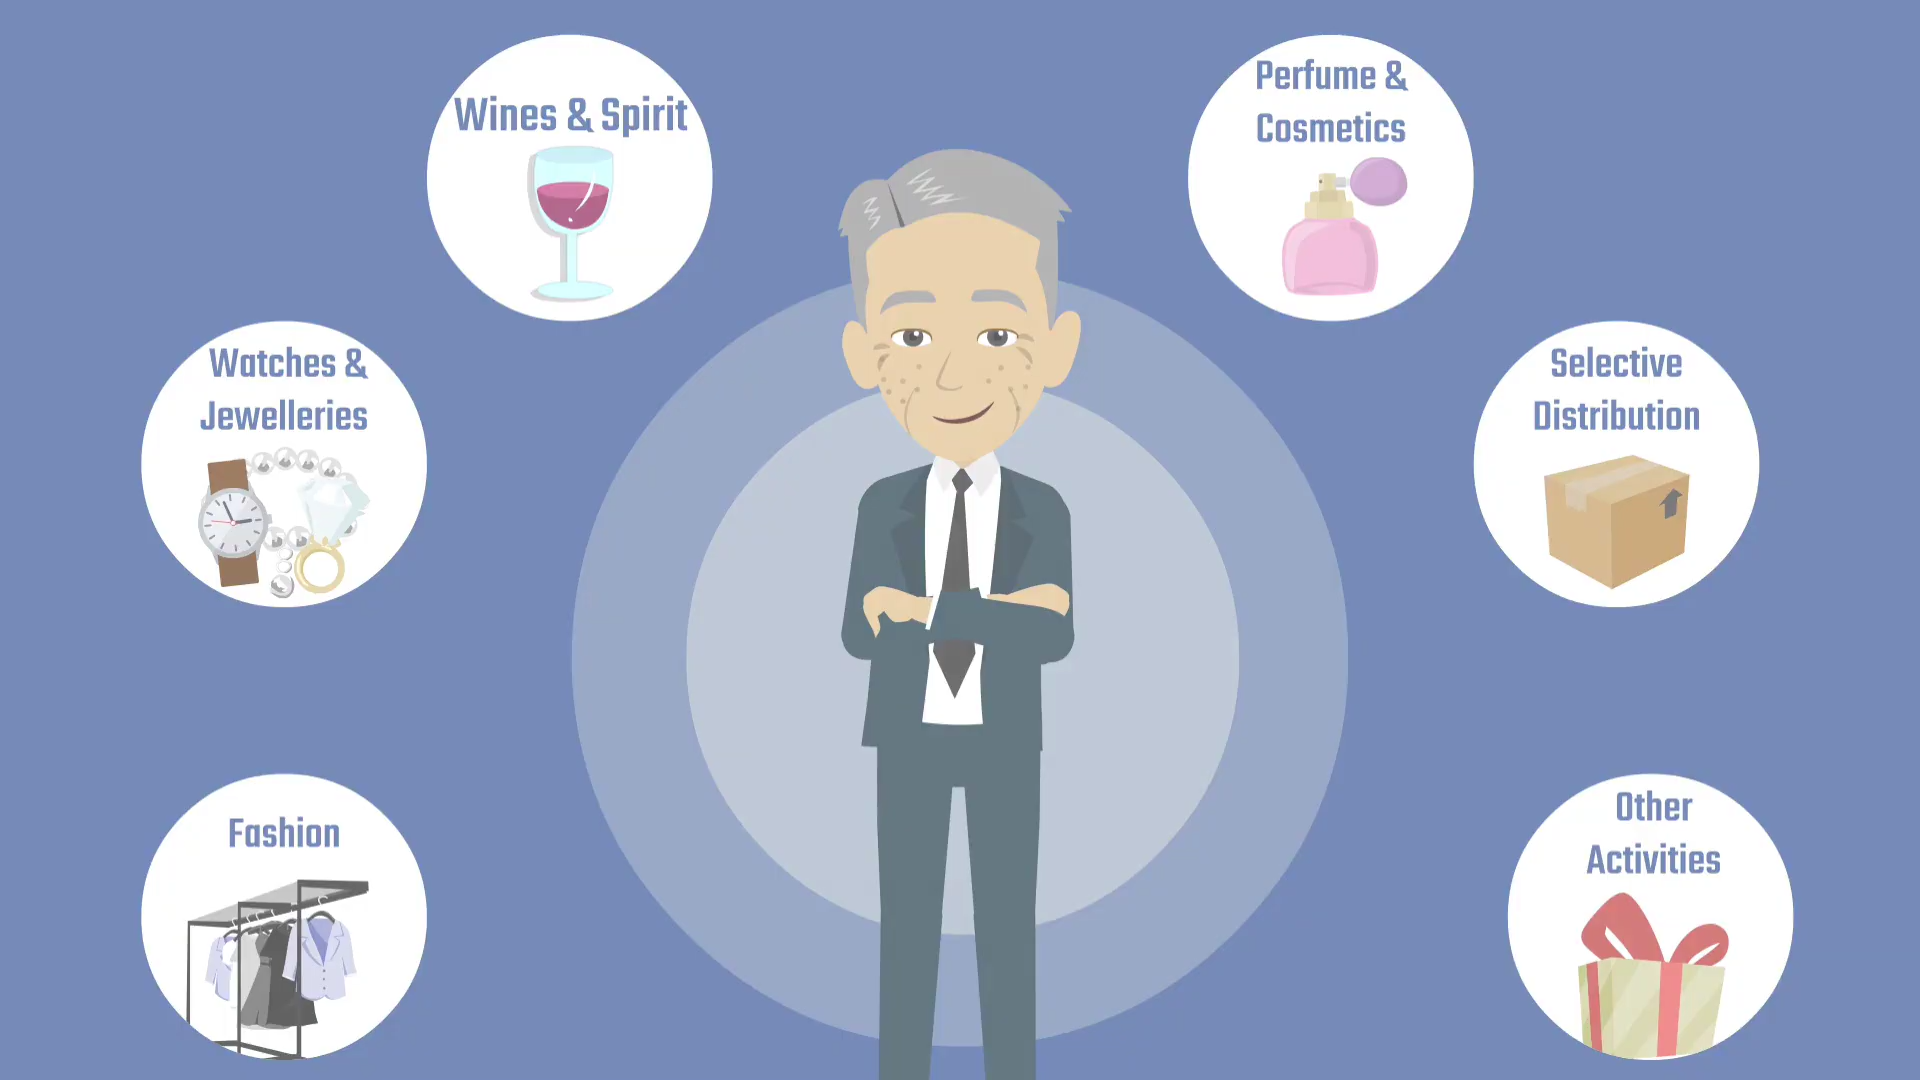 Wines & Spirit
Perfume &
Cosmetics
Watches &
Jewelleries
Selective
Distribution
Fashion
Other
Activities